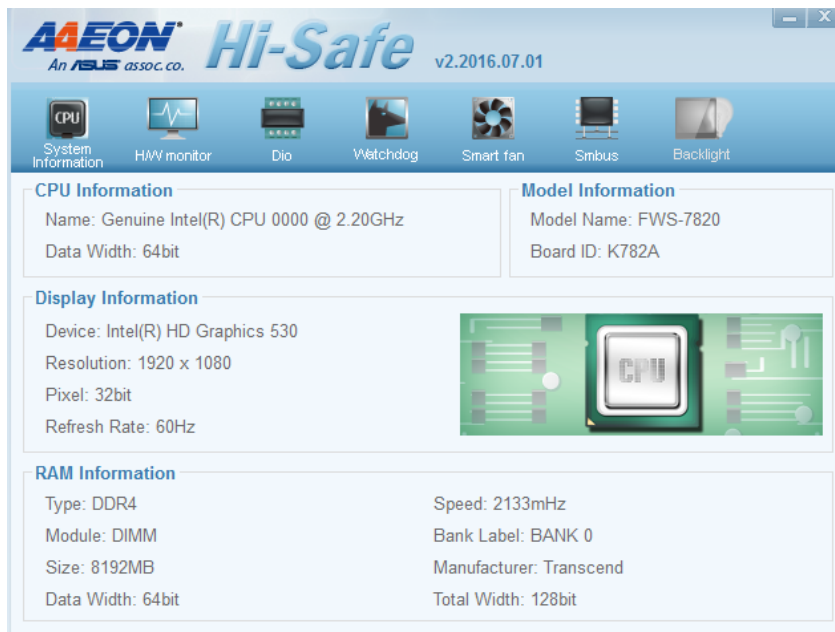 AAEON
An ASUS assoc. co.
Hi-Safe
v2.2016.07.01
CPU
System Information
H/W monitor
Dio
Watchdog
Smart fan
Smbus
Backlight
CPU Information
Name: Genuine Intel(R) CPU 0000 @ 2.20GHz
Data Width: 64bit
Model Information
Model Name: FWS-7820
Board ID: K782A
Display Information
Device: Intel(R) HD Graphics 530
Resolution: 1920 x 1080
Pixel: 32bit
Refresh Rate: 60Hz
CPU
RAM Information
Type: DDR4
Module: DIMM
Size: 8192MB
Data Width: 64bit
Speed: 2133mHz
Bank Label: BANK 0
Manufacturer: Transcend
Total Width: 128bit